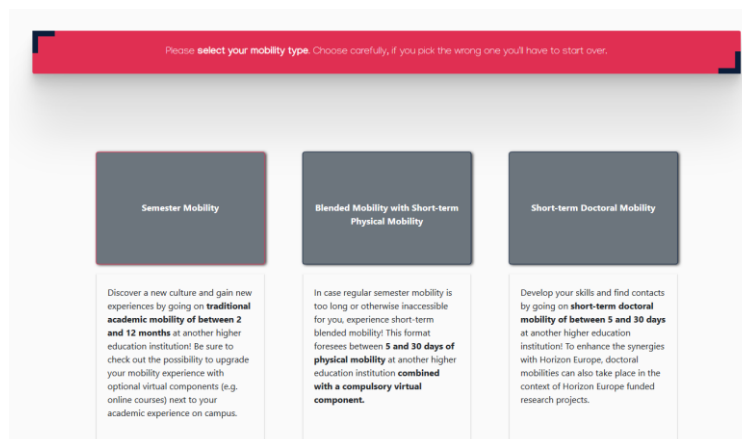 Please select your mobility type. Choose carefully, if you pick the wrong one you'll have to start over.
Semester Mobility
Discover a new culture and gain new
experiences by going on traditional
academic mobility of between 2
and 12 months at another higher
education institution! Be sure to
check out the possibility to upgrade
your mobility experience with
optional virtual components (e.g.
online courses) next to your
academic experience on campus.
Blended Mobility with Short-term
Physical Mobility
In case regular semester mobility is
too long or otherwise inaccessible
for you, experience short-term
blended mobility! This format
foresees between 5 and 30 days of
physical mobility at another higher
education institution combined
with a compulsory virtual
component.
Short-term Doctoral Mobility
Develop your skills and find contacts
by going on short-term doctoral
mobility of between 5 and 30 days
at another higher education
institution! To enhance the synergies
with Horizon Europe, doctoral
mobilities can also take place in the
context of Horizon Europe funded
research projects.